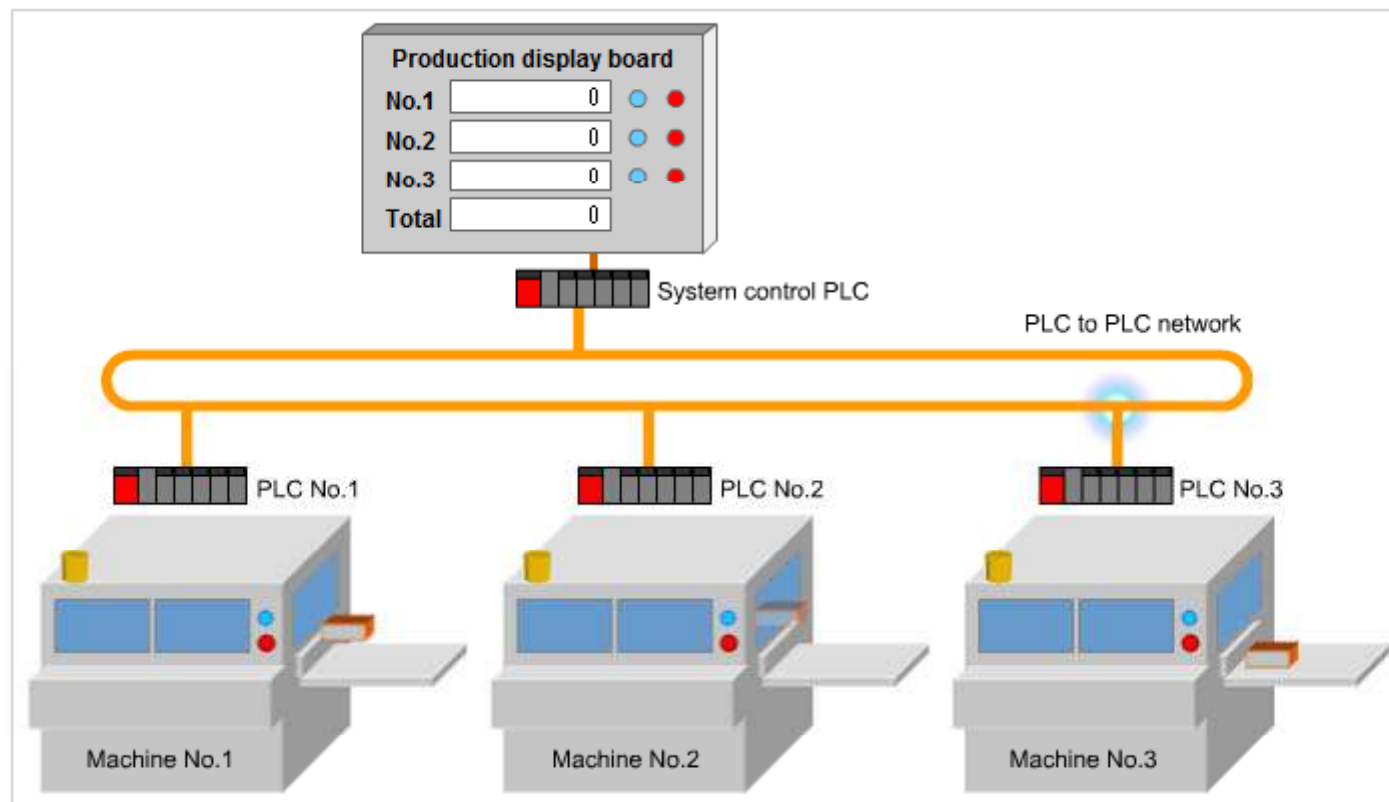 Production display board
No.1 0
No.2 0
No.3 0
Total 0
System control PLC
PLC to PLC network
PLC No.1
PLC No.2
PLC No.3
Machine No.1
Machine No.2
Machine No.3